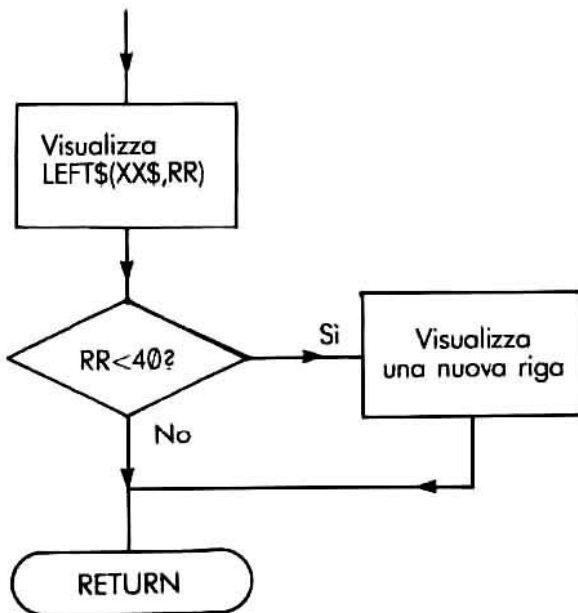 Visualizza
LEFT$(XX$,RR)
RR<40?
Sì
Visualizza
una nuova riga
No
RETURN